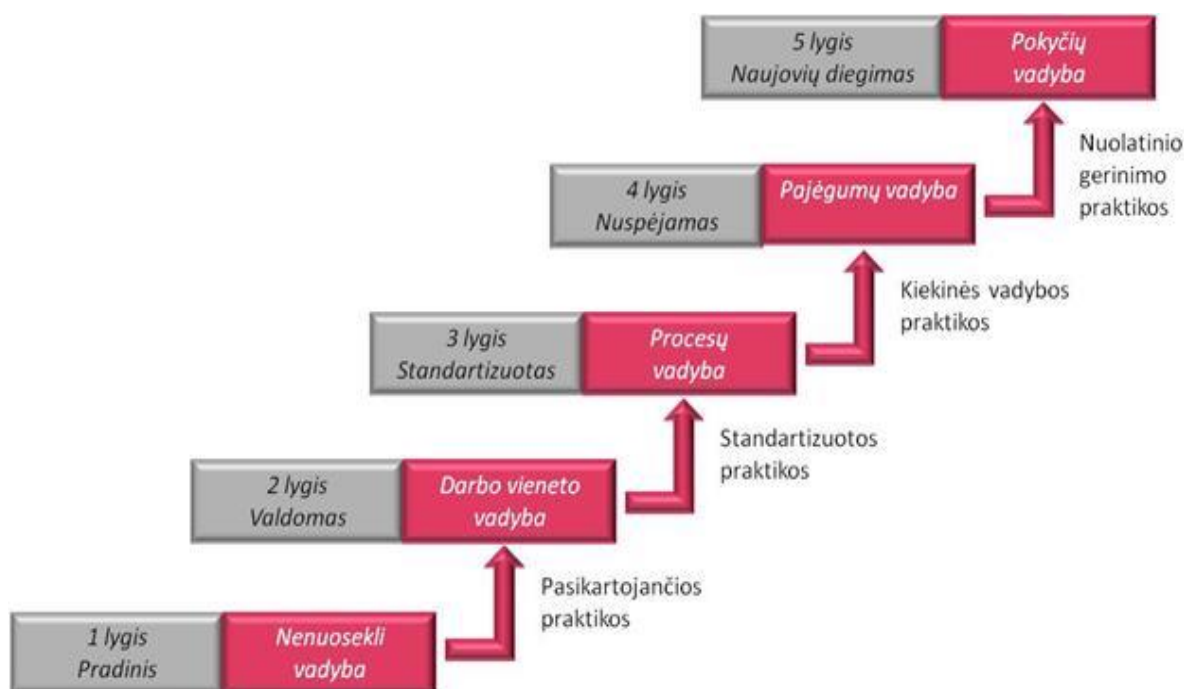 5 lygis
Naujovių diegimas
Pokyčių
vadyba
Nuolatinio
gerinimo
praktikos
4 lygis
Nuspėjamas
Pajėgumų vadyba
Kiekinės vadybos
praktikos
3 lygis
Standartizuotas
Procesų
vadyba
Standartizuotos
praktikos
2 lygis
Valdomas
Darbo vieneto
vadyba
Pasikartojančios
praktikos
1 lygis
Pradinis
Nenuosekli
vadyba